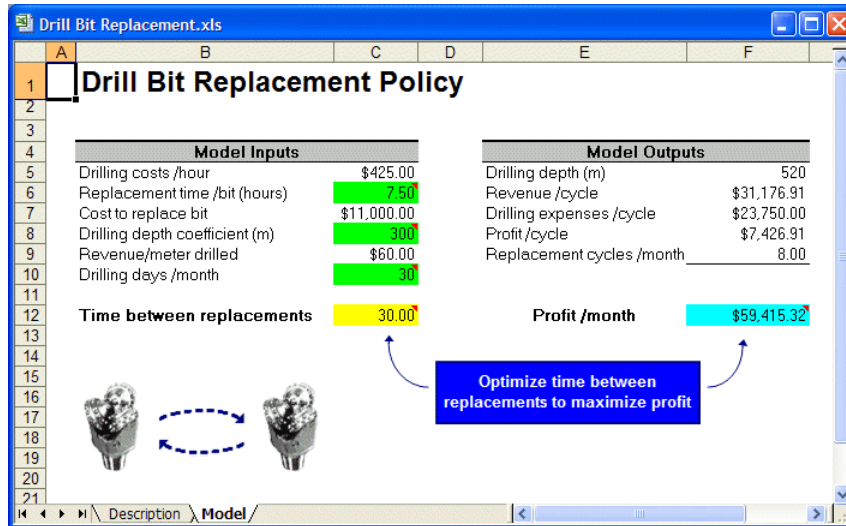 Drill Bit Replacement.xls
A B C D E F
1 Drill Bit Replacement Policy
2
3
4 Model Inputs Model Outputs
5 Drilling costs /hour $425.00 Drilling depth (m) 520
6 Replacement time /bit (hours) 7.50 Revenue /cycle $31,176.91
7 Cost to replace bit $11,000.00 Drilling expenses /cycle $23,750.00
8 Drilling depth coefficient (m) 300 Profit /cycle $7,426.91
9 Revenue/meter drilled $60.00 Replacement cycles /month 8.00
10 Drilling days /month 30
11
12 Time between replacements 30.00 Profit /month $59,415.32
13
14
15 Optimize time between
16 replacements to maximize profit
17
18
19
20
21
Description Model